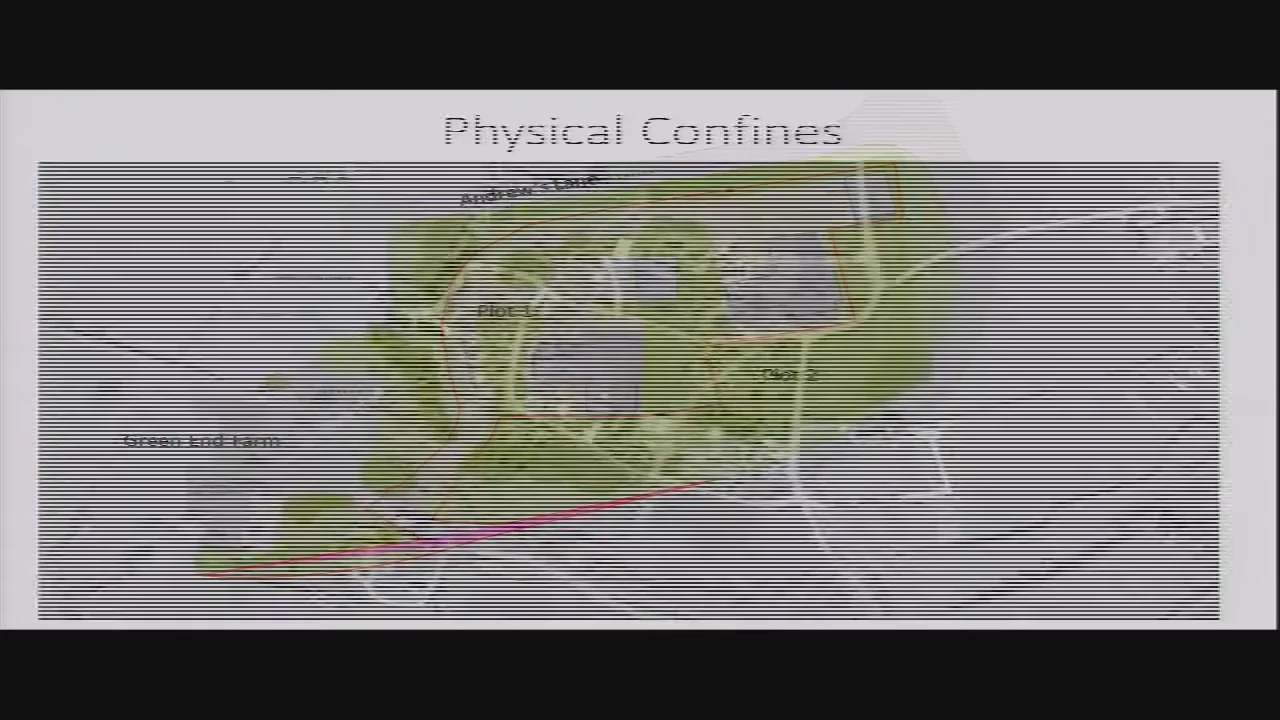 Physical Confines
Andrew's Lane
Plot 1
Plot 2
Green End Farm